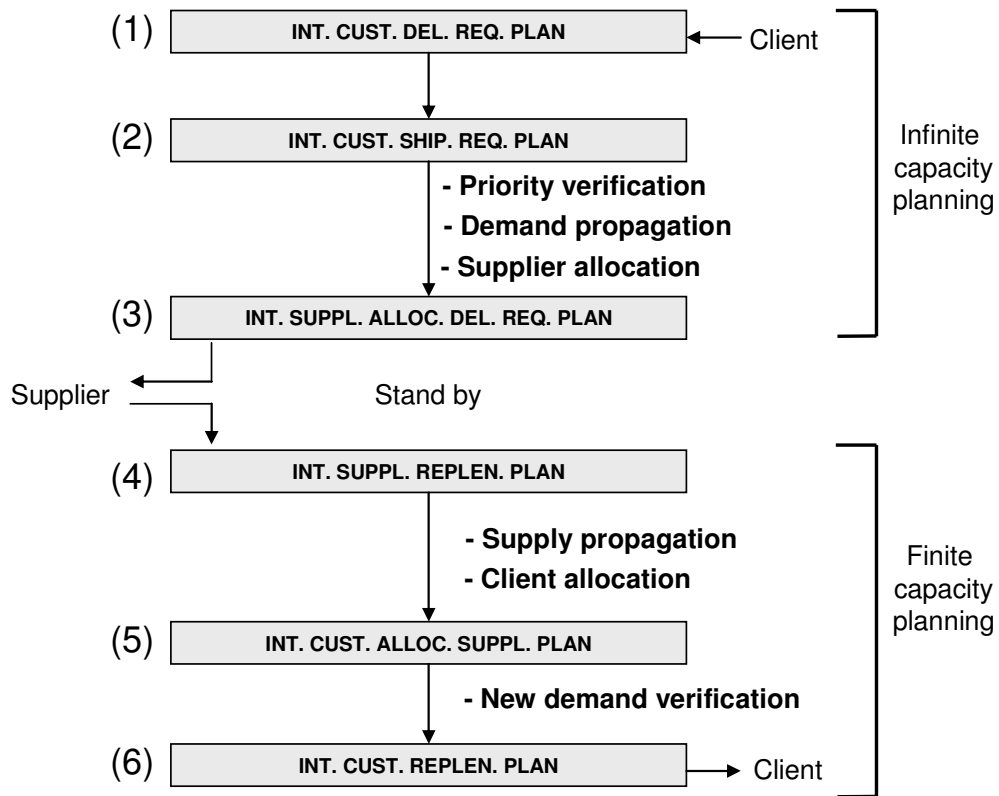 (1) INT. CUST. DEL. REQ. PLAN Client
(2) INT. CUST. SHIP. REQ. PLAN
Infinite
capacity
planning
- Priority verification
- Demand propagation
- Supplier allocation
(3) INT. SUPPL. ALLOC. DEL. REQ. PLAN
Supplier Stand by
(4) INT. SUPPL. REPLEN. PLAN
- Supply propagation
- Client allocation
Finite
capacity
planning
(5) INT. CUST. ALLOC. SUPPL. PLAN
- New demand verification
(6) INT. CUST. REPLEN. PLAN Client